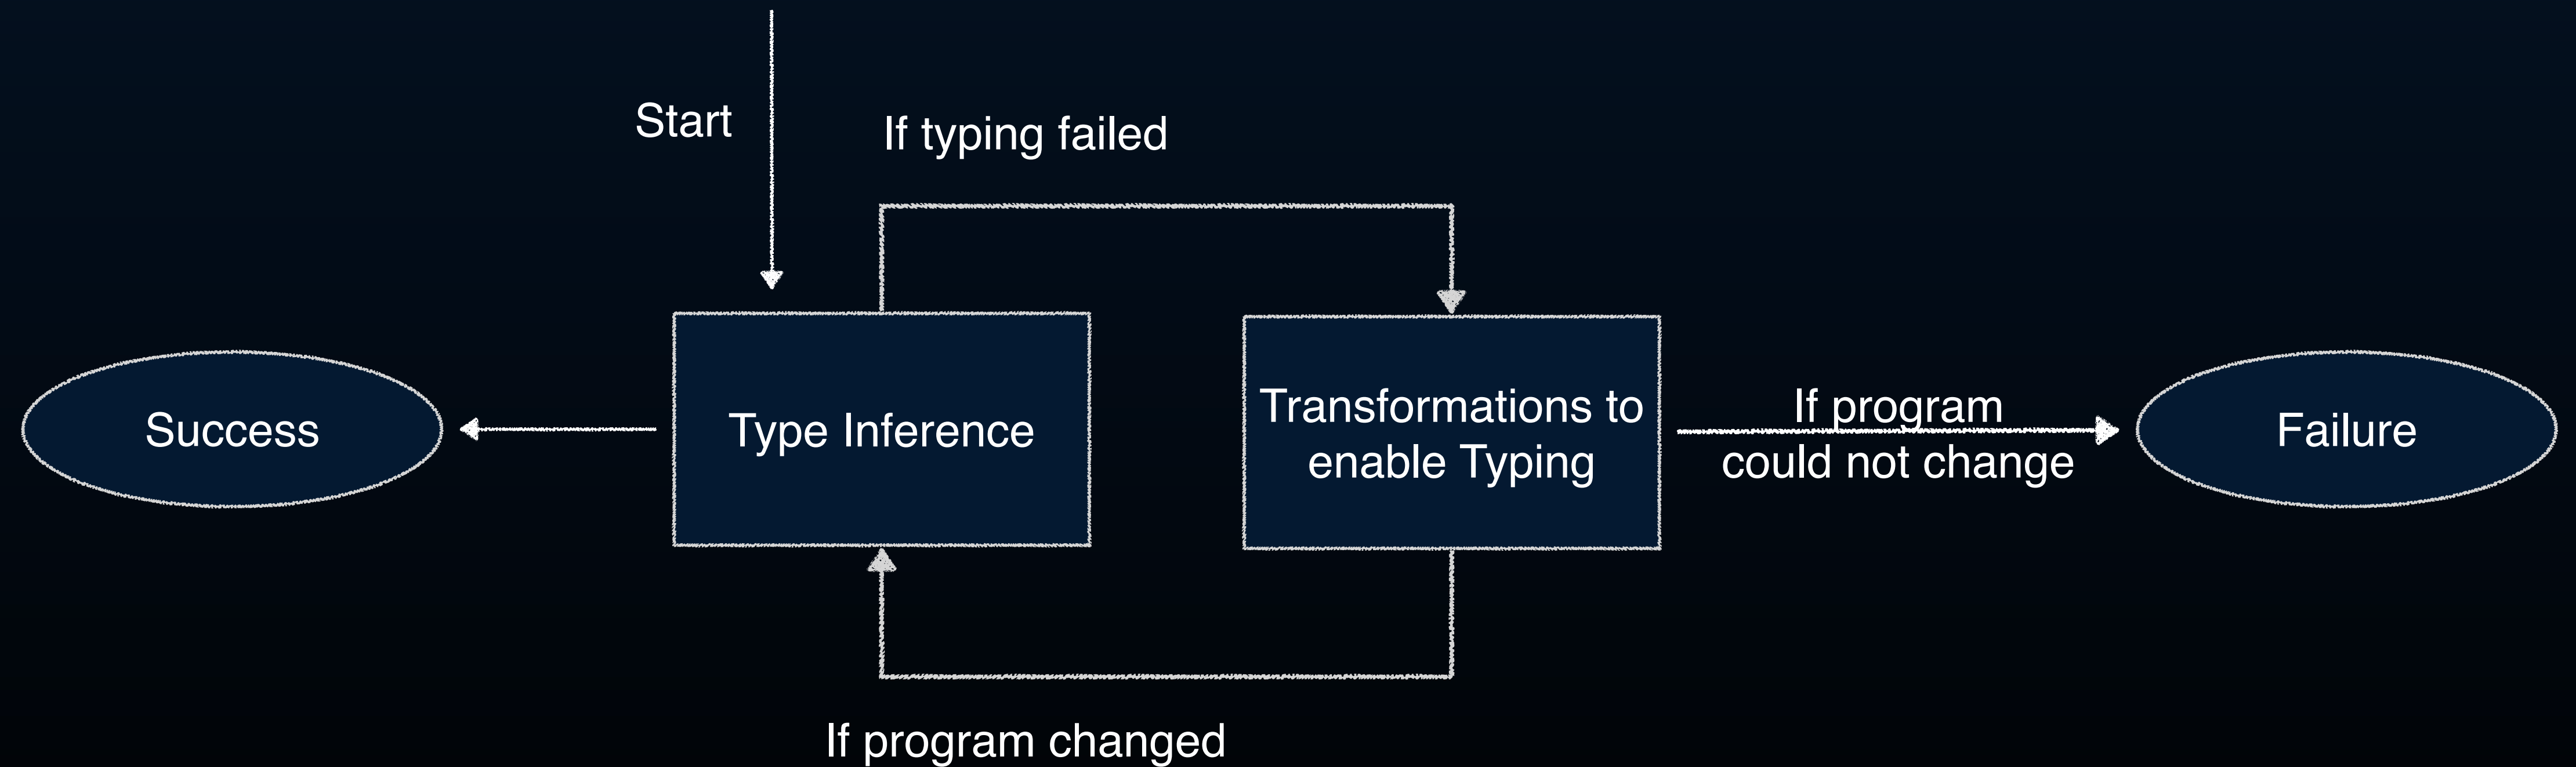 Start
If typing failed
Success
Type Inference
Transformations to
enable Typing
If program
could not change
Failure
If program changed